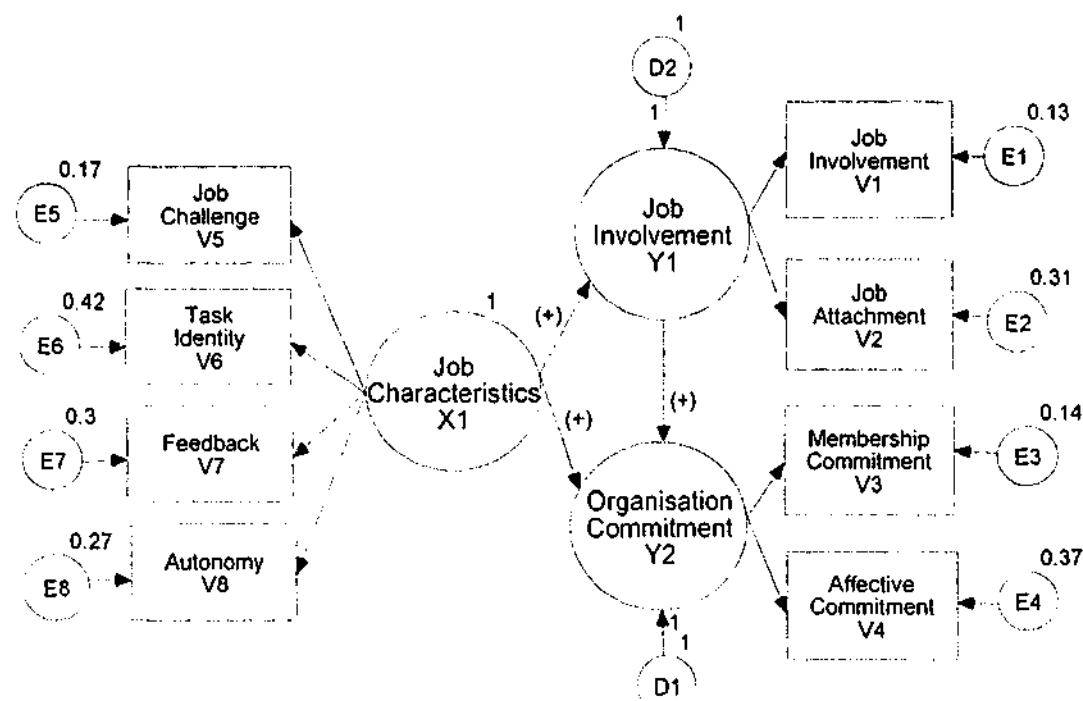 1
D2
1
0.13
Job
Involvement
V1
E1
0.17
E5
Job
Challenge
V5
Job
Involvement
Y1
0.31
Job
Attachment
V2
E2
0.42
E6
Task
Identity
V6
1
(+)
Job
Characteristics
X1
(+)
(+)
0.3
E7
Feedback
V7
0.14
Membership
Commitment
V3
E3
Organisation
Commitment
Y2
0.27
E8
Autonomy
V8
0.37
Affective
Commitment
V4
E4
1
1
D1